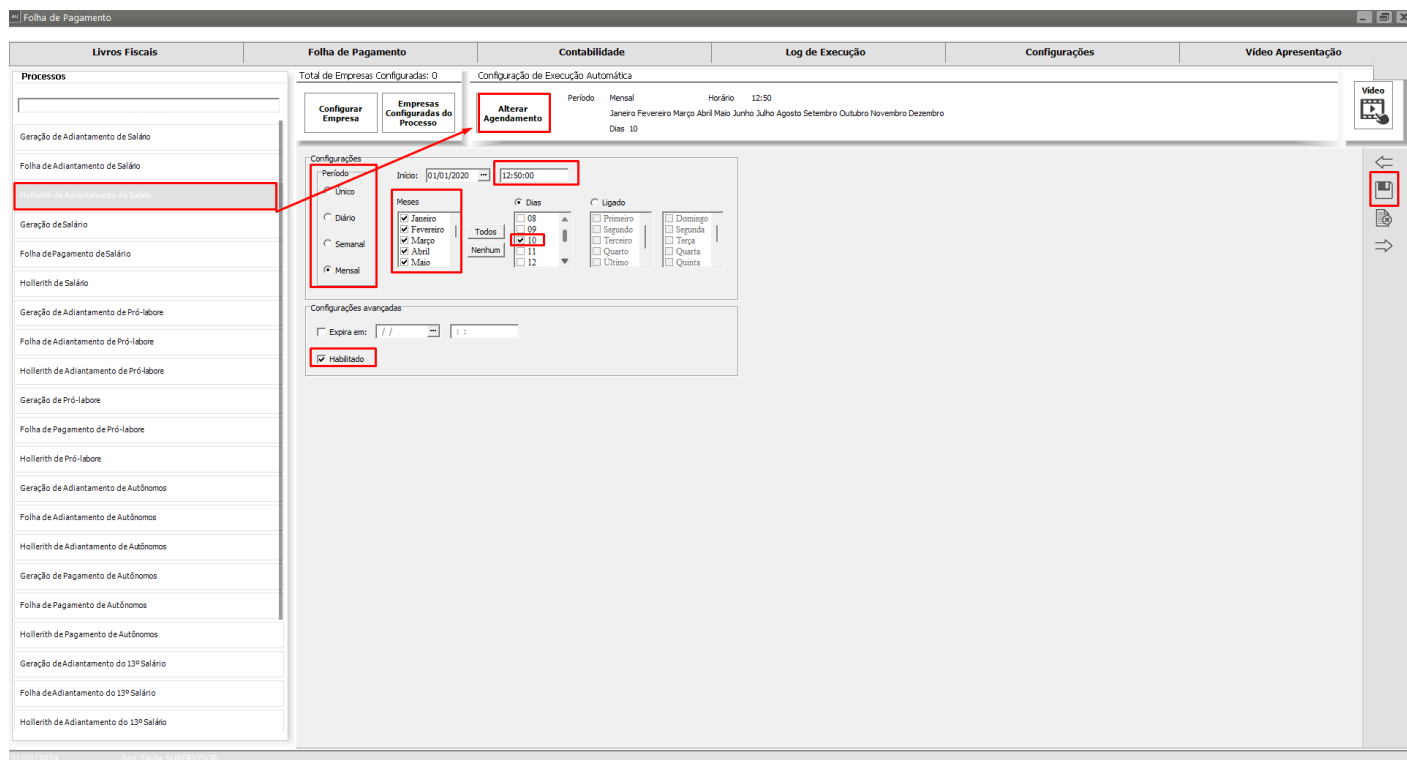 AU Folha de Pagamento
Livros Fiscais Folha de Pagamento Contabilidade Log de Execução Configurações Vídeo Apresentação
Processos
Geração de Adiantamento de Salário
Folha de Adiantamento de Salário
Hollerith de Adiantamento de Salário
Geração de Salário
Folha de Pagamento de Salário
Hollerith de Salário
Geração de Adiantamento de Pró-labore
Folha de Adiantamento de Pró-labore
Hollerith de Adiantamento de Pró-labore
Geração de Pró-labore
Folha de Pagamento de Pró-labore
Hollerith de Pró-labore
Geração de Adiantamento de Autônomos
Folha de Adiantamento de Autônomos
Hollerith de Adiantamento de Autônomos
Geração de Pagamento de Autônomos
Folha de Pagamento de Autônomos
Hollerith de Pagamento de Autônomos
Geração de Adiantamento do 13º Salário
Folha de Adiantamento do 13º Salário
Hollerith de Adiantamento do 13º Salário
Total de Empresas Configuradas: 0
Configurar
Empresa
Empresas
Configuradas do
Processo
Configuração de Execução Automática
Alterar
Agendamento
Período Mensal Horário 12:50
Janeiro Fevereiro Março Abril Maio Junho Julho Agosto Setembro Outubro Novembro Dezembro
Dias 10
Vídeo
Configurações
Período
Único
Diário
Semanal
Mensal
Início: 01/01/2020 ... 12:50:00
Meses
Janeiro
Fevereiro
Março
Abril
Maio
Todos
Nenhum
Dias
08
09
10
11
12
Ligado
Primeiro
Segundo
Terceiro
Quarto
Último
Domingo
Segunda
Terça
Quarta
Quinta
Configurações avançadas
Expira em: / / ... : :
Habilitado